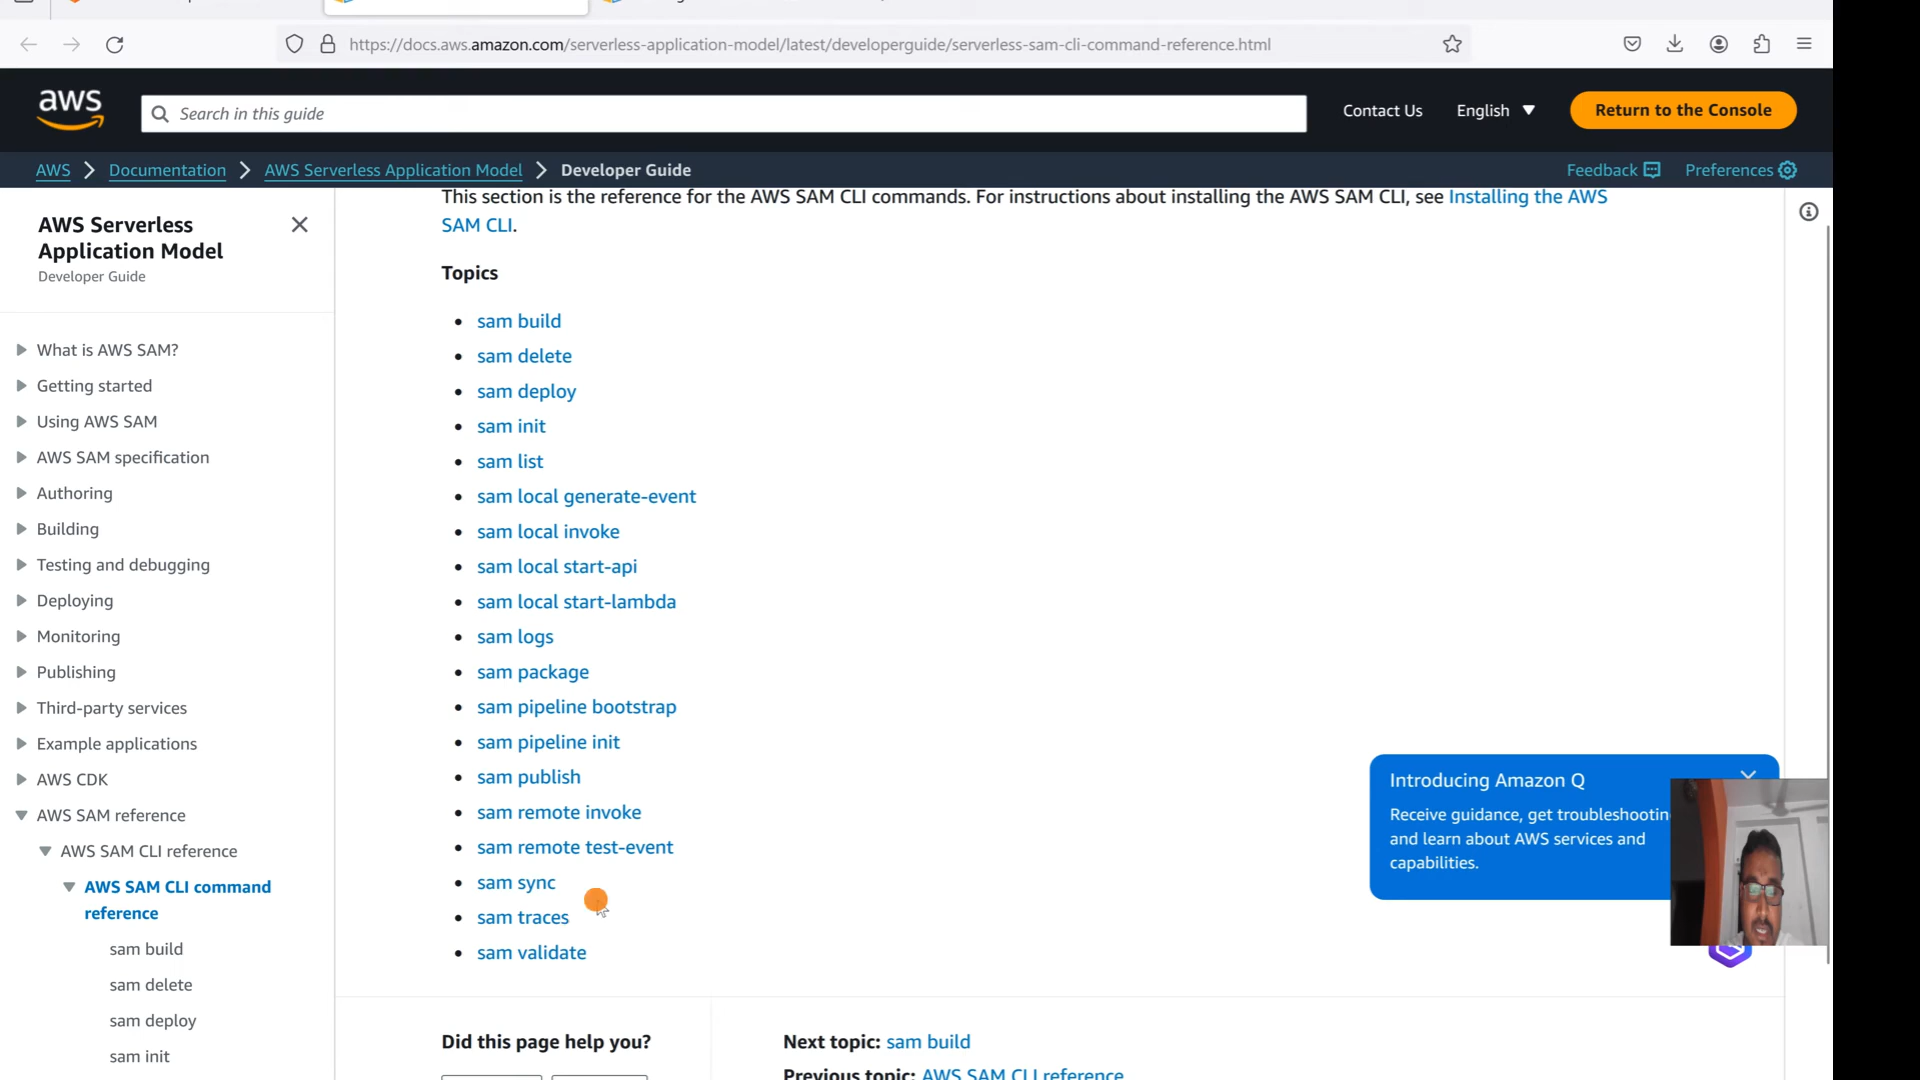 https://docs.aws.amazon.com/serverless-application-model/latest/developerguide/serverless-sam-cli-command-reference.html
aws
Search in this guide
Contact Us
English
Return to the Console
AWS
Documentation
AWS Serverless Application Model
Developer Guide
Feedback
Preferences
AWS Serverless
Application Model
Developer Guide
What is AWS SAM?
Getting started
Using AWS SAM
AWS SAM specification
Authoring
Building
Testing and debugging
Deploying
Monitoring
Publishing
Third-party services
Example applications
AWS CDK
AWS SAM reference
AWS SAM CLI reference
AWS SAM CLI command
reference
sam build
sam delete
sam deploy
sam init
This section is the reference for the AWS SAM CLI commands. For instructions about installing the AWS SAM CLI, see Installing the AWS
SAM CLI.
Topics
• sam build
• sam delete
• sam deploy
• sam init
• sam list
• sam local generate-event
• sam local invoke
• sam local start-api
• sam local start-lambda
• sam logs
• sam package
• sam pipeline bootstrap
• sam pipeline init
• sam publish
• sam remote invoke
• sam remote test-event
• sam sync
• sam traces
• sam validate
Introducing Amazon Q
Receive guidance, get troubleshootin
and learn about AWS services and
capabilities.
Did this page help you?
Next topic: sam build
Previous topic: AWS SAM CLI reference